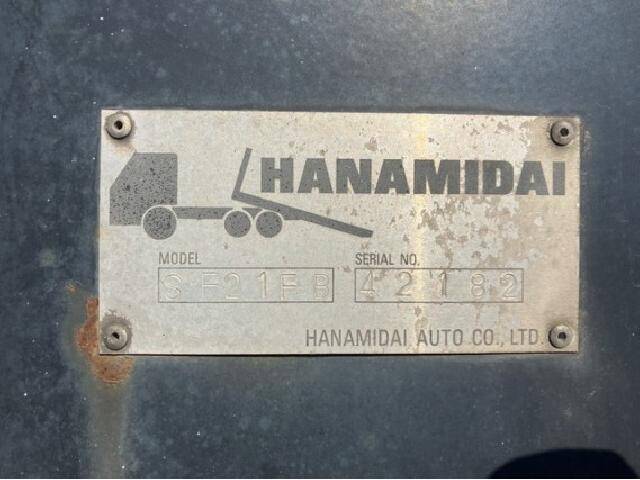 HANAMIDAI
MODEL SERIAL NO.
SF21FB 42182
HANAMIDAI AUTO CO., LTD.